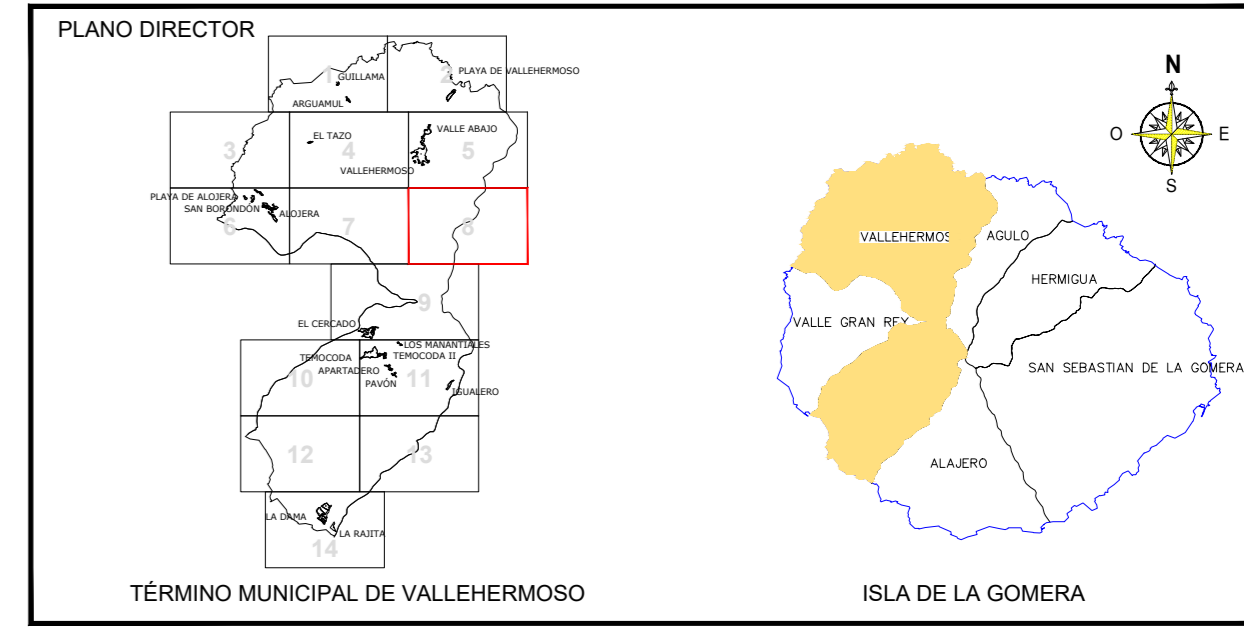 PLANO DIRECTOR
1
GUILLAMA
2
PLAYA DE VALLEHERMOSO
ARGUAMUL
3
EL TAZO
4
VALLE ABAJO
5
VALLEHERMOSO
PLAYA DE ALOJERA
SAN BORONDÓN
ALOJERA
6
7
8
9
EL CERCADO
LOS MANANTIALES
TEMOCODA
TEMOCODA II
APARTADERO
10
PAVÓN
11
IGUALERO
12
13
LA DAMA
LA RAJITA
14
TÉRMINO MUNICIPAL DE VALLEHERMOSO
N
O
E
S
VALLEHERMOS
AGULO
HERMIGUA
VALLE GRAN REY
SAN SEBASTIAN DE LA GOMERA
ALAJERO
ISLA DE LA GOMERA